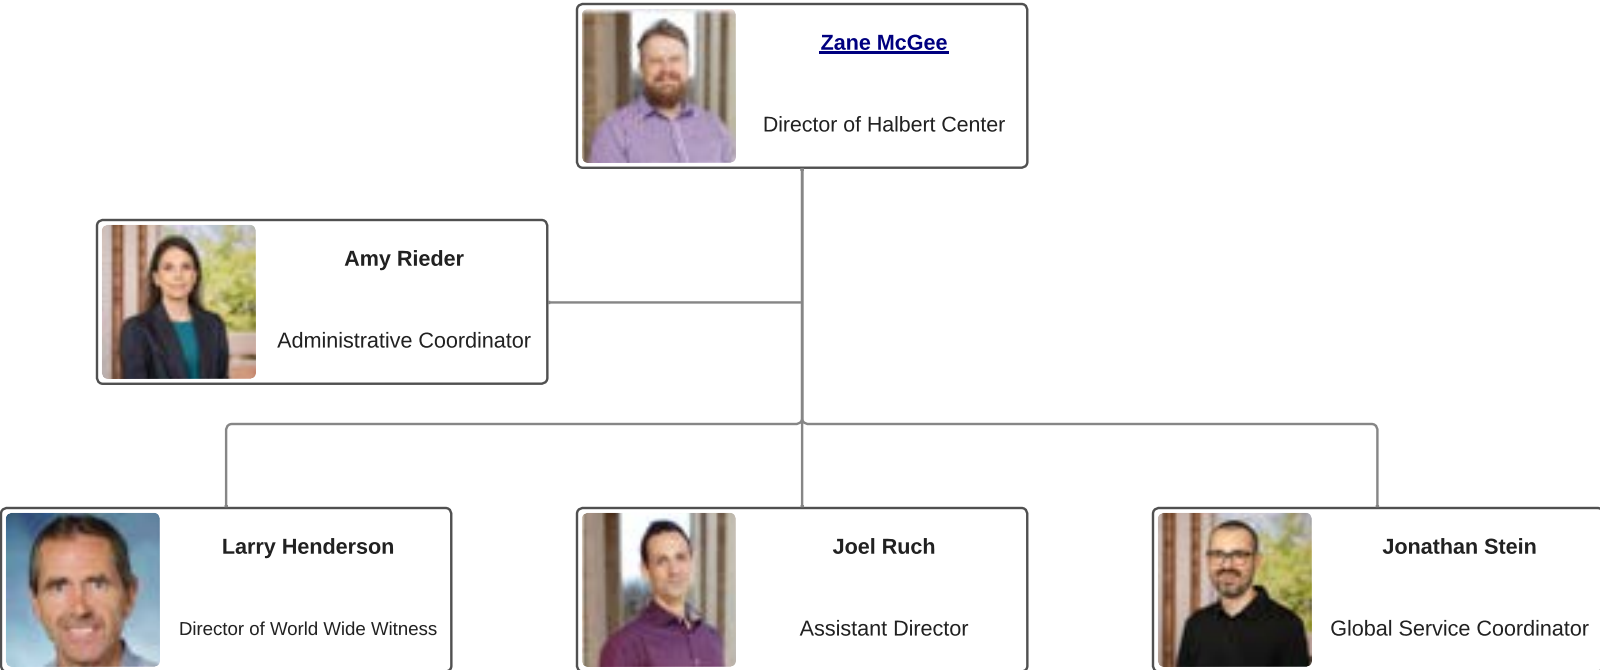 Zane McGee
Director of Halbert Center
Amy Rieder
Administrative Coordinator
Larry Henderson
Director of World Wide Witness
Joel Ruch
Assistant Director
Jonathan Stein
Global Service Coordinator